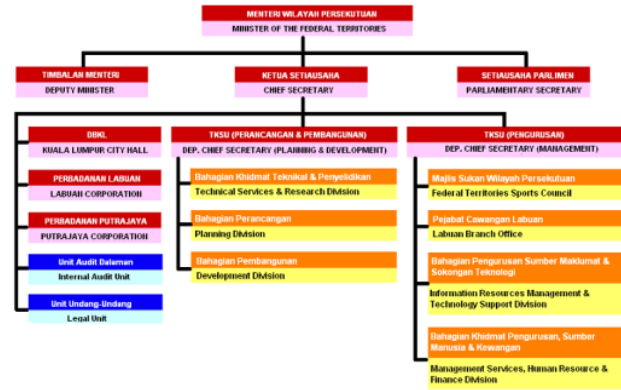 MENTERI WILAYAH PERSEKUTUAN
MINISTER OF THE FEDERAL TERRITORIES
TIMBALAN MENTERI
DEPUTY MINISTER
KETUA SETIAUSAHA
CHIEF SECRETARY
SETIAUSAHA PARLIMEN
PARLIAMENTARY SECRETARY
DBKL
KUALA LUMPUR CITY HALL
PERBADANAN LABUAN
LABUAN CORPORATION
PERBADANAN PUTRAJAYA
PUTRAJAYA CORPORATION
Unit Audit Dalaman
Internal Audit Unit
Unit Undang-Undang
Legal Unit
TKSU (PERANCANGAN & PEMBANGUNAN)
DEP. CHIEF SECRETARY (PLANNING & DEVELOPMENT)
Bahagian Khidmat Teknikal & Penyelidikan
Technical Services & Research Division
Bahagian Perancangan
Planning Division
Bahagian Pembangunan
Development Division
TKSU (PENGURUSAN)
DEP. CHIEF SECRETARY (MANAGEMENT)
Majlis Sukan Wilayah Persekutuan
Federal Territories Sports Council
Pejabat Cawangan Labuan
Labuan Branch Office
Bahagian Pengurusan Sumber Maklumat &
Sokongan Teknologi
Information Resources Management &
Technology Support Division
Bahagian Khidmat Pengurusan, Sumber
Manusia & Kewangan
Management Services, Human Resource &
Finance Division